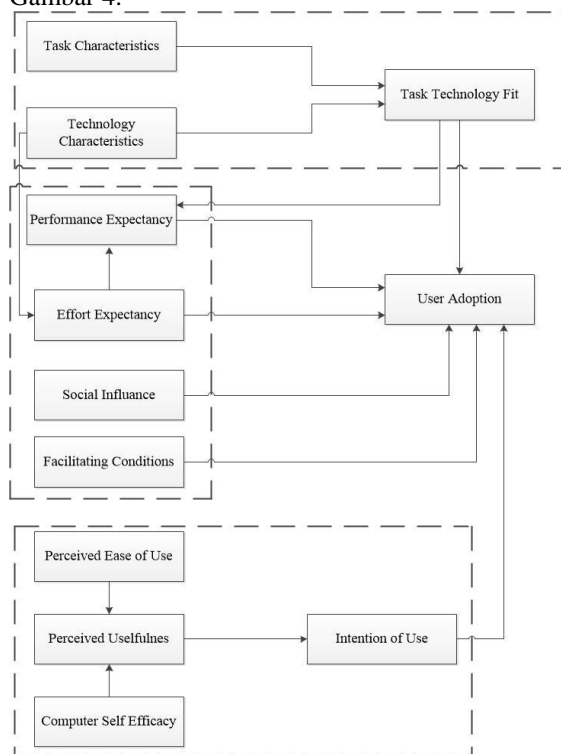 Gambar 4.
Task Characteristics
Task Technology Fit
Technology
Characteristics
Performance Expectancy
User Adoption
Effort Expectancy
Social Influance
Facilitating Conditions
Perceived Ease of Use
Perceived Uselfulnes
Intention of Use
Computer Self Efficacy